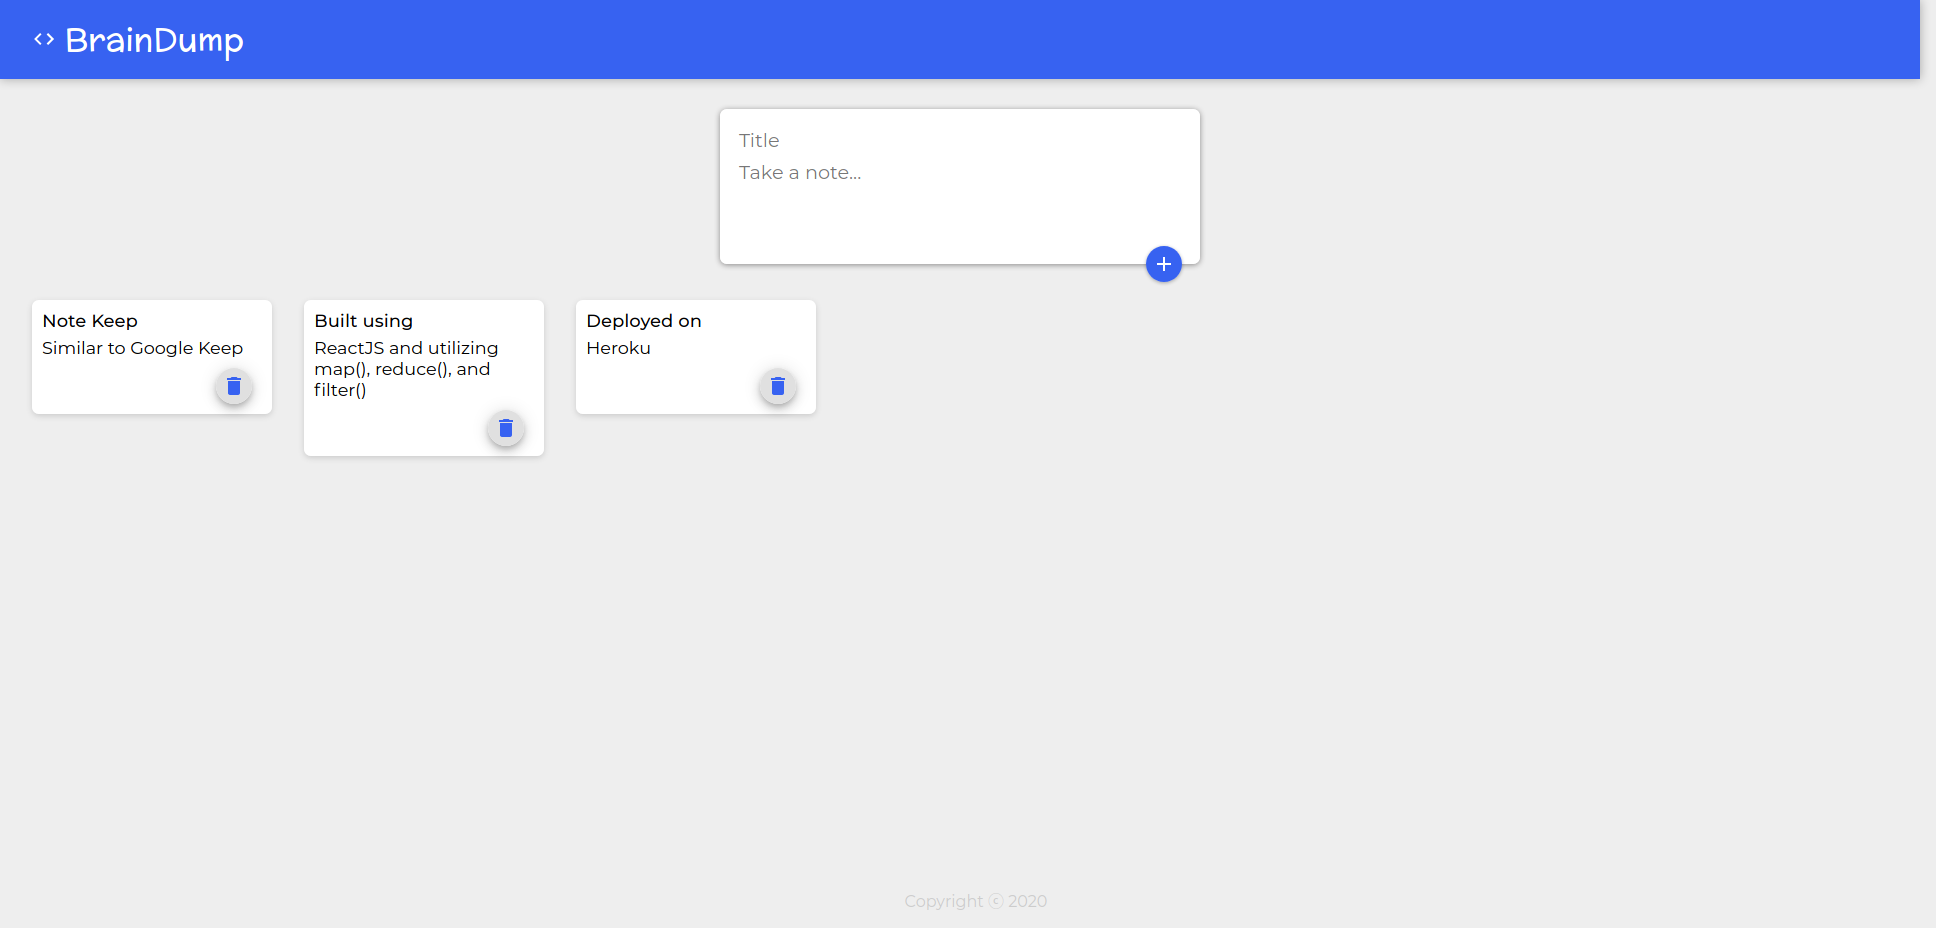 BrainDump
Title
Take a note...
Note Keep
Similar to Google Keep
Built using
ReactJS and utilizing
map(), reduce(), and
filter()
Deployed on
Heroku
Copyright ⓒ 2020